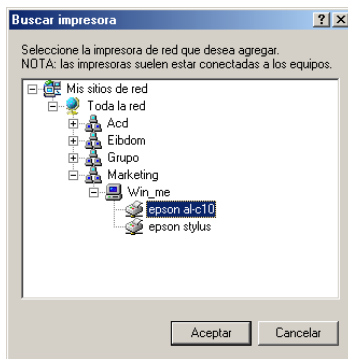 Buscar impresora
Seleccione la impresora de red que desea agregar.
NOTA: las impresoras suelen estar conectadas a los equipos.
Mis sitios de red
Toda la red
Acd
Eibdom
Grupo
Marketing
Win_me
epson al-c10
epson stylus
Aceptar
Cancelar